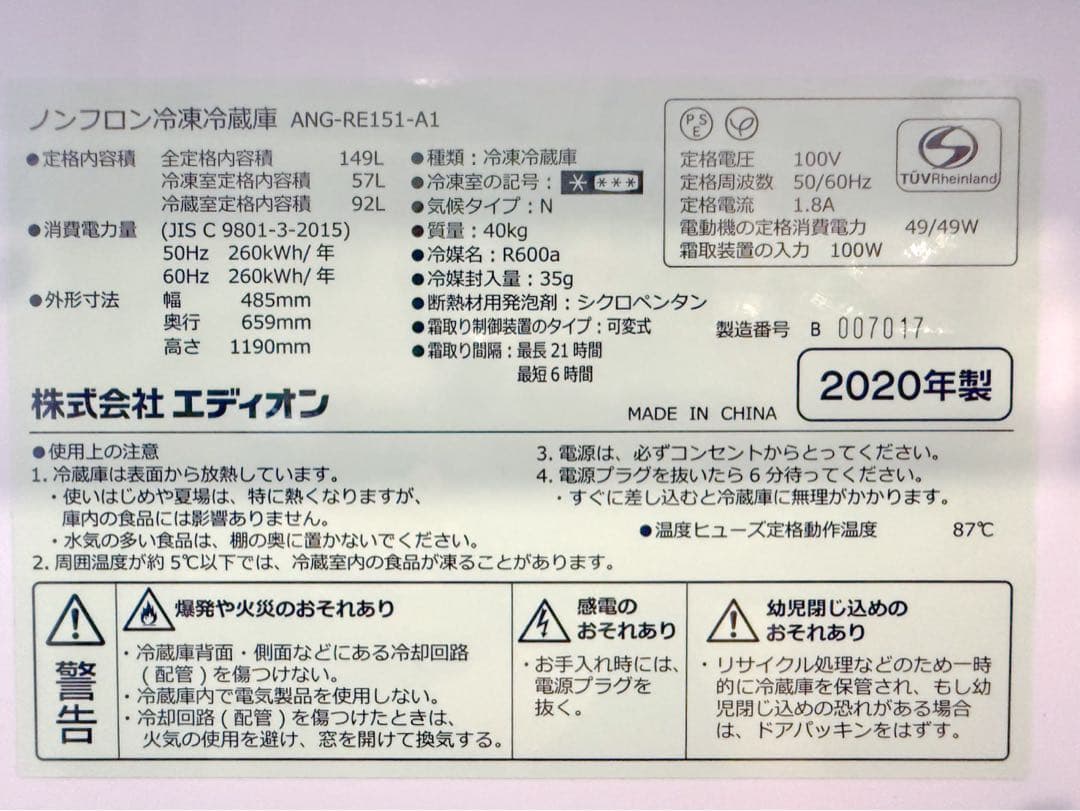 ノンフロン冷凍冷蔵庫 ANG-RE151-A1
●定格内容積 全定格内容積 149L
冷凍室定格内容積 57L
冷蔵室定格内容積 92L
●消費電力量 (JIS C 9801-3-2015)
50Hz 260kWh/年
60Hz 260kWh/年
●外形寸法 幅 485mm
奥行 659mm
高さ 1190mm
●種類：冷凍冷蔵庫
●冷凍室の記号：* ***
●気候タイプ：N
●質量：40kg
●冷媒名：R600a
●冷媒封入量：35g
●断熱材用発泡剤：シクロペンタン
●霜取り制御装置のタイプ：可変式
●霜取り間隔：最長21時間
最短6時間
PSE
定格電圧 100V
定格周波数 50/60Hz
定格電流 1.8A
電動機の定格消費電力 49/49W
霜取装置の入力 100W
TÜVRheinland
製造番号 B 007017
2020年製
株式会社 エディオン
MADE IN CHINA
●使用上の注意
1. 冷蔵庫は表面から放熱しています。
・使いはじめや夏場は、特に熱くなりますが、
庫内の食品には影響ありません。
・水気の多い食品は、棚の奥に置かないでください。
2. 周囲温度が約5℃以下では、冷蔵室内の食品が凍ることがあります。
3. 電源は、必ずコンセントからとってください。
4. 電源プラグを抜いたら6分待ってください。
・すぐに差し込むと冷蔵庫に無理がかかります。
●温度ヒューズ定格動作温度 87℃
警告
爆発や火災のおそれあり
・冷蔵庫背面・側面などにある冷却回路
(配管)を傷つけない。
・冷蔵庫内で電気製品を使用しない。
・冷却回路(配管)を傷つけたときは、
火気の使用を避け、窓を開けて換気する。
感電の
おそれあり
・お手入れ時には、
電源プラグを
抜く。
幼児閉じ込めの
おそれあり
・リサイクル処理などのため一時
的に冷蔵庫を保管され、もし幼
児閉じ込めの恐れがある場合
は、ドアパッキンをはずす。